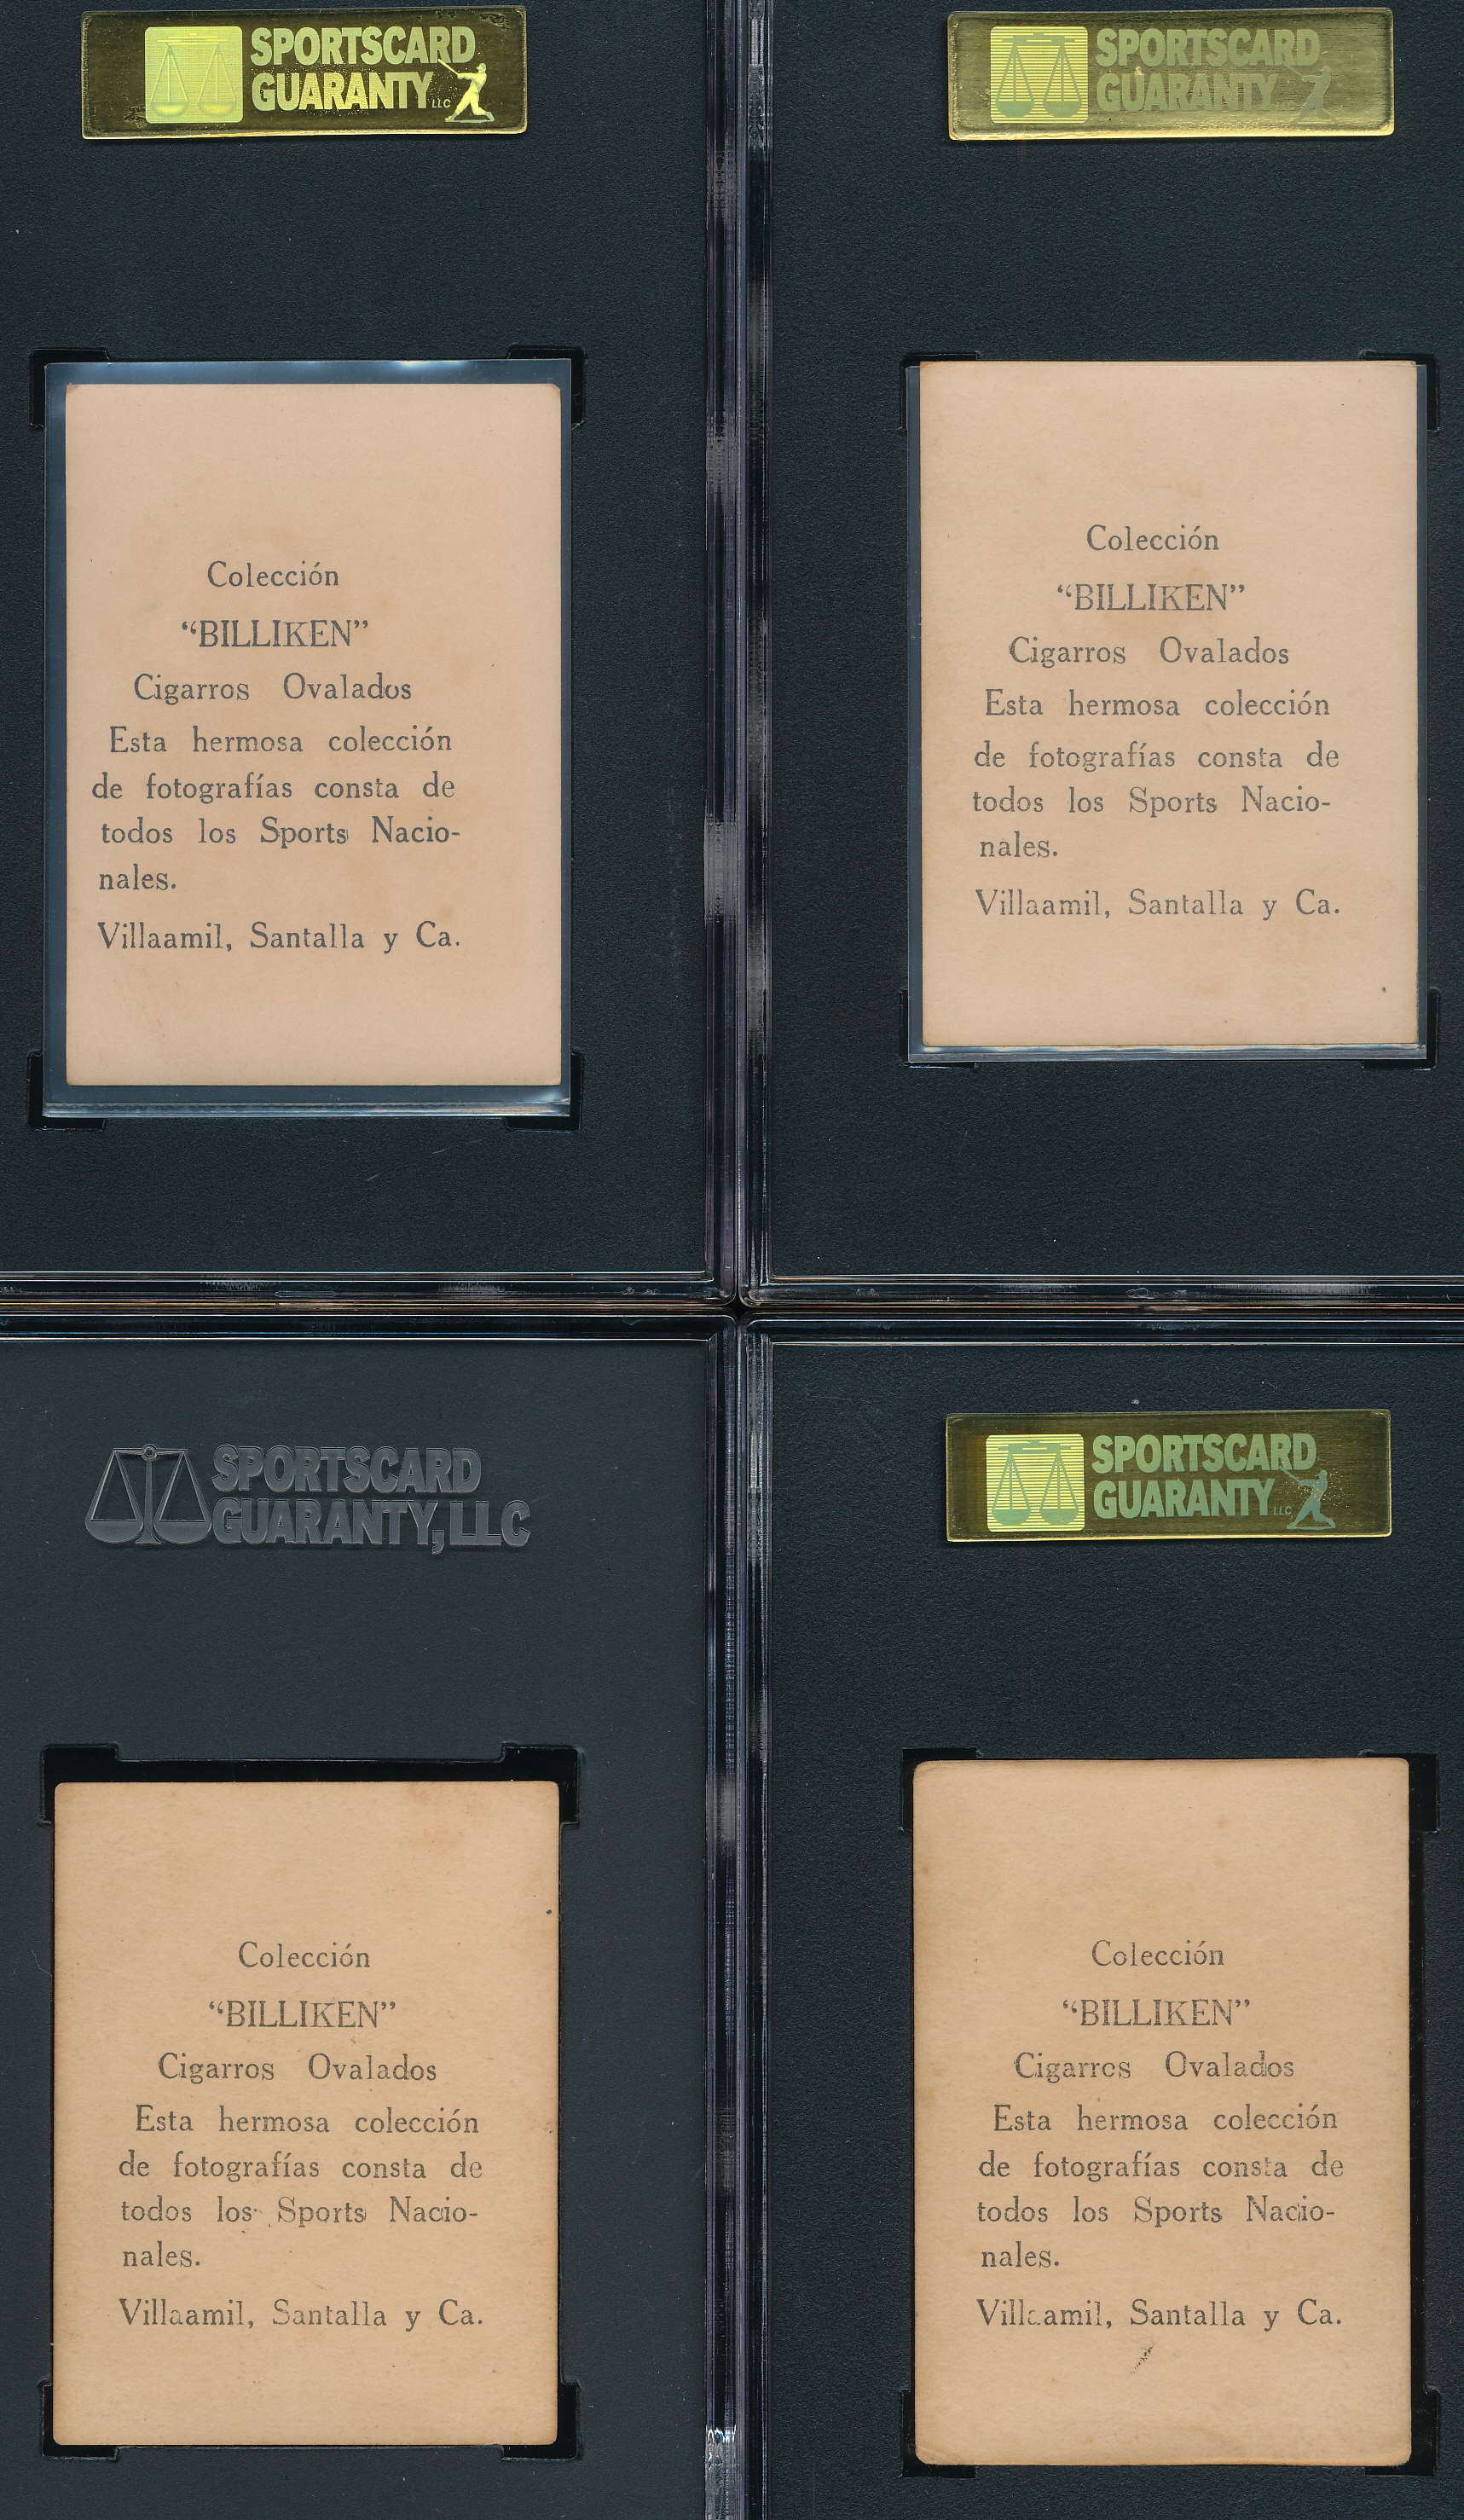 SPORTSCARD
GUARANTY LLC
Colección
“BILLIKEN”
Cigarros Ovalados
Esta hermosa colección
de fotografías consta de
todos los Sports Nacio-
nales.
Villaamil, Santalla y Ca.
SPORTSCARD
GUARANTY
Colección
“BILLIKEN”
Cigarros Ovalados
Esta hermosa colección
de fotografías consta de
todos los Sports Nacio-
nales.
Villaamil, Santalla y Ca.
SPORTSCARD
GUARANTY, LLC
Colección
“BILLIKEN”
Cigarros Ovalados
Esta hermosa colección
de fotografías consta de
todos los Sports Nacio-
nales.
Villaamil, Santalla y Ca.
SPORTSCARD
GUARANTY LLC
Colección
“BILLIKEN”
Cigarros Ovalados
Esta hermosa colección
de fotografías consta de
todos los Sports Nacio-
nales.
Villaamil, Santalla y Ca.